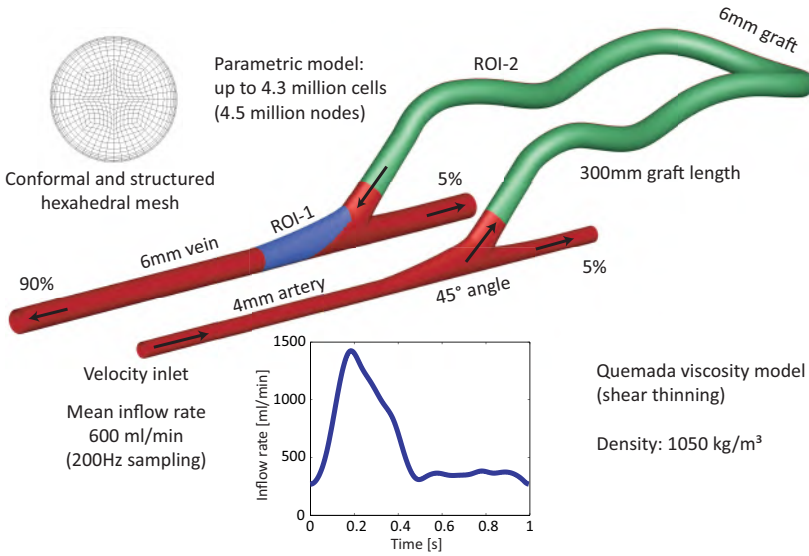 6mm graft
ROI-2
Parametric model:
up to 4.3 million cells
(4.5 million nodes)
Conformal and structured
hexahedral mesh
300mm graft length
5%
ROI-1
6mm vein
90%
5%
4mm artery
45° angle
Velocity inlet
Mean inflow rate
600 ml/min
(200Hz sampling)
Inflow rate [ml/min]
1500
1000
500
0
0
0.2
0.4
0.6
0.8
1
Time [s]
Quemada viscosity model
(shear thinning)
Density: 1050 kg/m³